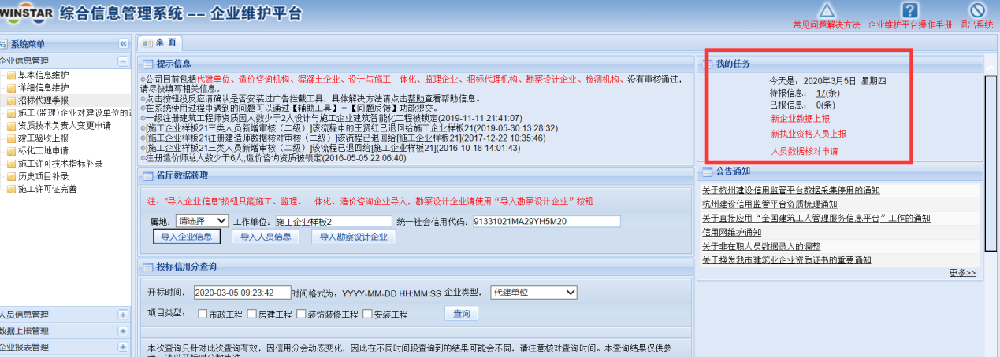 WINSTAR 综合信息管理系统 -- 企业维护平台
常见问题解决方法 企业维护平台操作手册 退出系统
系统菜单
企业信息管理
基本信息维护
详细信息维护
招标代理季报
施工(监理)企业对建设单位的
资质技术负责人变更申请
竣工验收上报
标化工地申请
施工许可技术指标补录
历史项目补录
施工许可证完善
人员信息管理
数据上报管理
企业报表管理
桌 面
提示信息
公司目前包括代建单位、造价咨询机构、混凝土企业、设计与施工一体化、监理企业、招标代理机构、勘察设计企业、检测机构、没有审核通过，
请尽快填写相关信息。
点击按钮没反应请确认是否安装过广告拦截工具，具体解决方法请点击帮助查看帮助信息。
在系统使用过程中遇到的问题可以通过【辅助工具】-【问题反馈】功能提交。
一级注册建筑工程师资质因人数少于2人设计与施工建筑智能化工程被锁定(2019-11-11 21:41:07)
[施工企业样板21三类人员新增审核（二级）]该流程中的王贤红已退回给施工企业样板21(2019-05-30 13:28:32)
[施工企业样板21注册建造师数据核对审核（二级）]该流程已退回给[施工企业样板21](2017-12-22 10:35:46)
[施工企业样板21三类人员新增审核（二级）]该流程已退回给[施工企业样板21](2016-10-18 14:01:43)
注册造价师总人数少于6人,造价咨询资质被锁定(2016-05-05 22:06:40)
省厅数据获取
注：“导入企业信息”按钮只能施工、监理、一体化、造价咨询企业导入，勘察设计企业请使用“导入勘察设计企业”按钮
属地： 请选择 工作单位： 施工企业样板2 统一社会信用代码： 91331021MA29YH5M20
导入企业信息 导入人员信息 导入勘察设计企业
投标信用分查询
开标时间： 2020-03-05 09:23:42 时间格式为：YYYY-MM-DD HH:MM:SS 企业类型： 代建单位
项目类型： 市政工程 房建工程 装饰装修工程 安装工程 查询
本次查询只针对此次查询有效，因信用分会动态变化，因此在不同时间段查询到的结果可能会不同，请注意核对查询时间。本查询结果仅供参
我的任务
今天是，2020年3月5日 星期四
待报信息： 17(条)
已报信息： 0(条)
新企业数据上报
新执业资格人员上报
人员数据核对申请
公告通知
关于杭州建设信用监管平台数据采集停用的通知
杭州建设信用监管平台资质梳理通知
关于直接应用“全国建筑工人管理服务信息平台”工作的通知
信用网维护通知
关于非在职人员数据录入的调整
关于换发我市建筑业企业资质证书的重要通知
更多>>